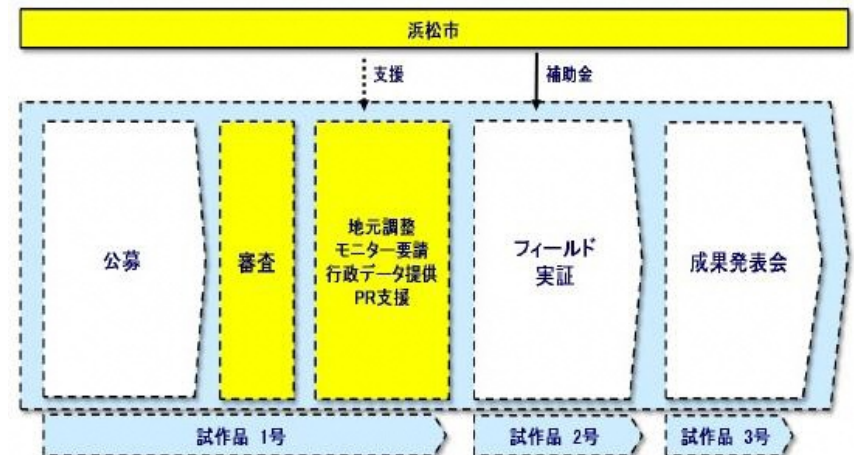 浜松市
支援
補助金
公募
審査
地元調整
モニター要請
行政データ提供
PR支援
フィールド
実証
成果発表会
試作品 1号
試作品 2号
試作品 3号